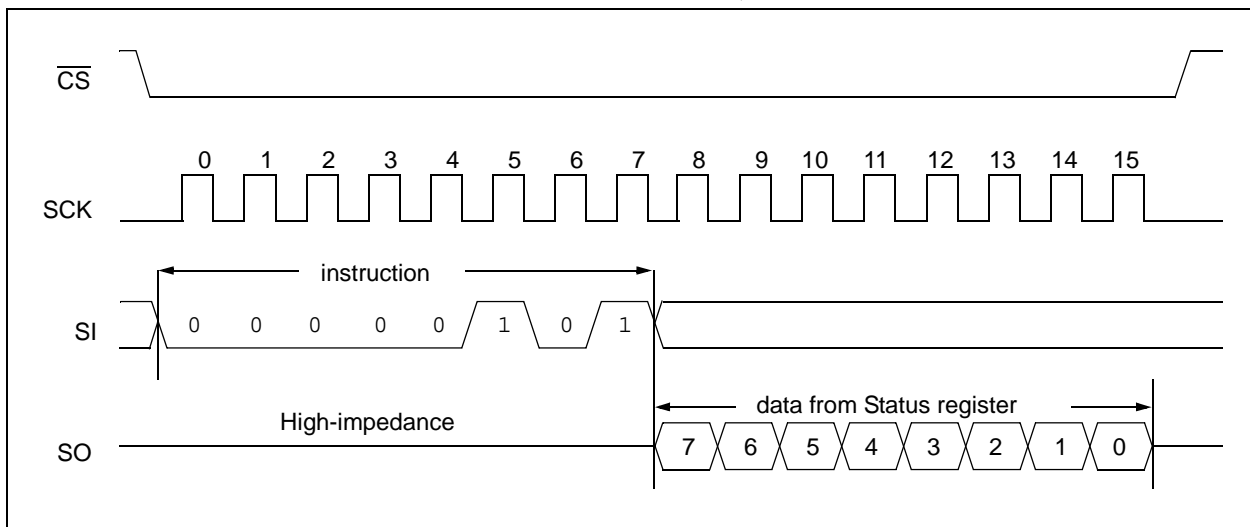 CS
0 1 2 3 4 5 6 7 8 9 10 11 12 13 14 15
SCK
instruction
SI 0 0 0 0 0 1 0 1
data from Status register
High-impedance
SO 7 6 5 4 3 2 1 0